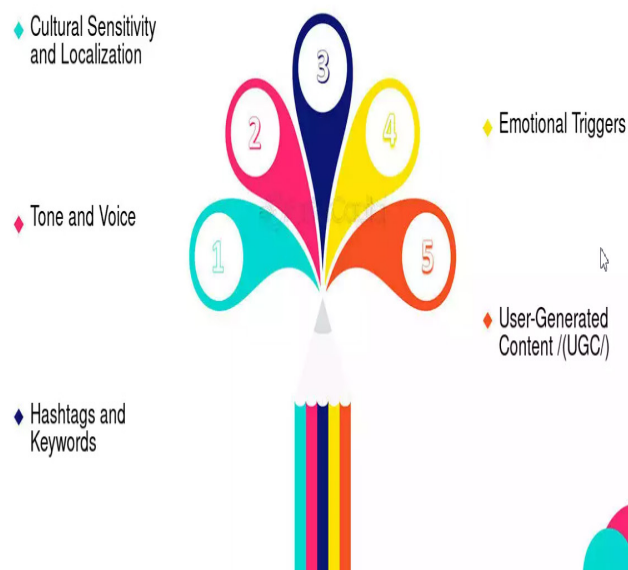 Cultural Sensitivity
and Localization
Tone and Voice
Hashtags and
Keywords
1
2
3
4
5
Emotional Triggers
User-Generated
Content /(UGC/)